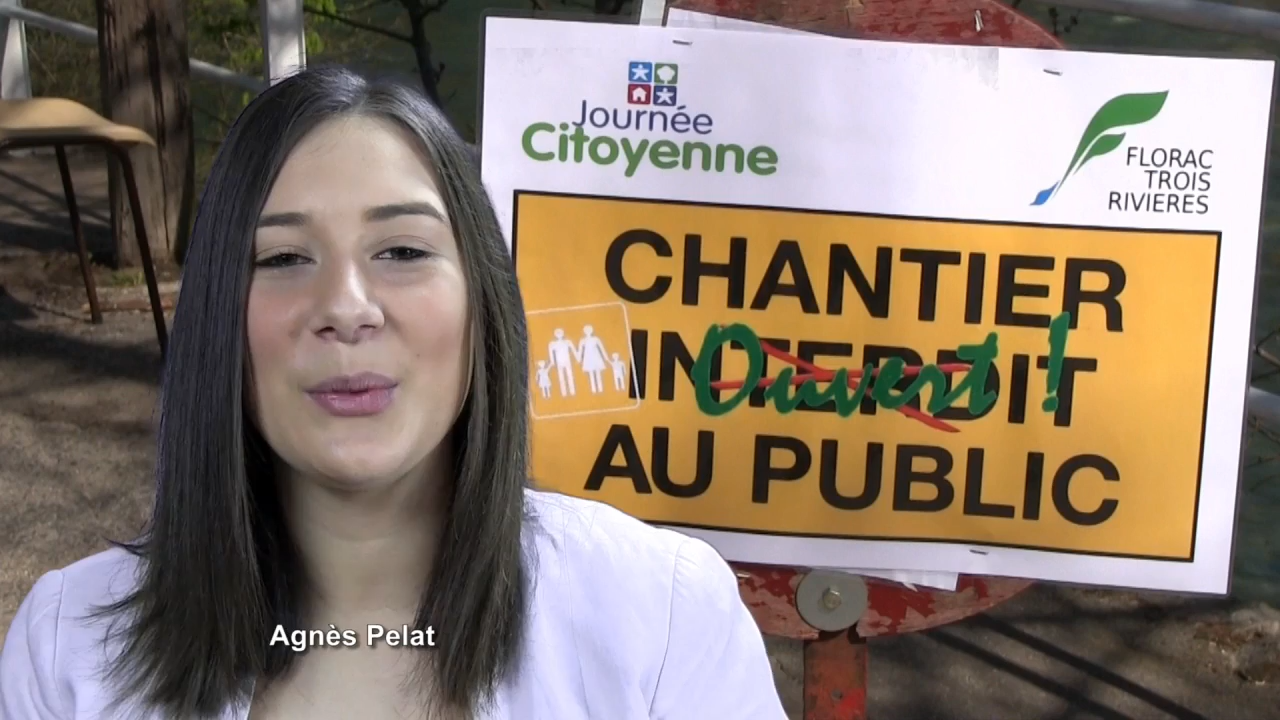 Journée
Citoyenne
FLORAC
TROIS
RIVIERES
CHANTIER
INTERDIT
Ouvert !
AU PUBLIC
Agnès Pelat